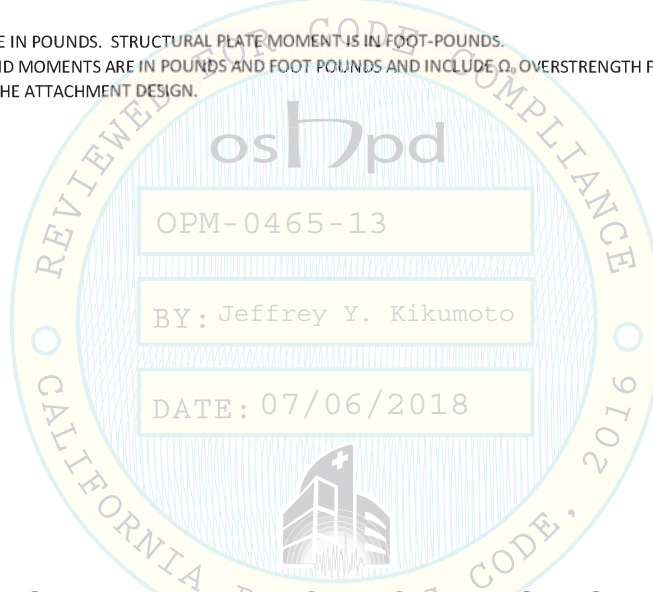 E IN POUNDS. STRUCTURAL PLATE MOMENT IS IN FOOT-POUNDS.
ND MOMENTS ARE IN POUNDS AND FOOT POUNDS AND INCLUDE Ω₀ OVERSTRENGTH F
HE ATTACHMENT DESIGN.
REVIEWED FOR CODE COMPLIANCE
oshpd
OPM-0465-13
BY: Jeffrey Y. Kikumoto
DATE: 07/06/2018
CALIFORNIA CODE, 2016